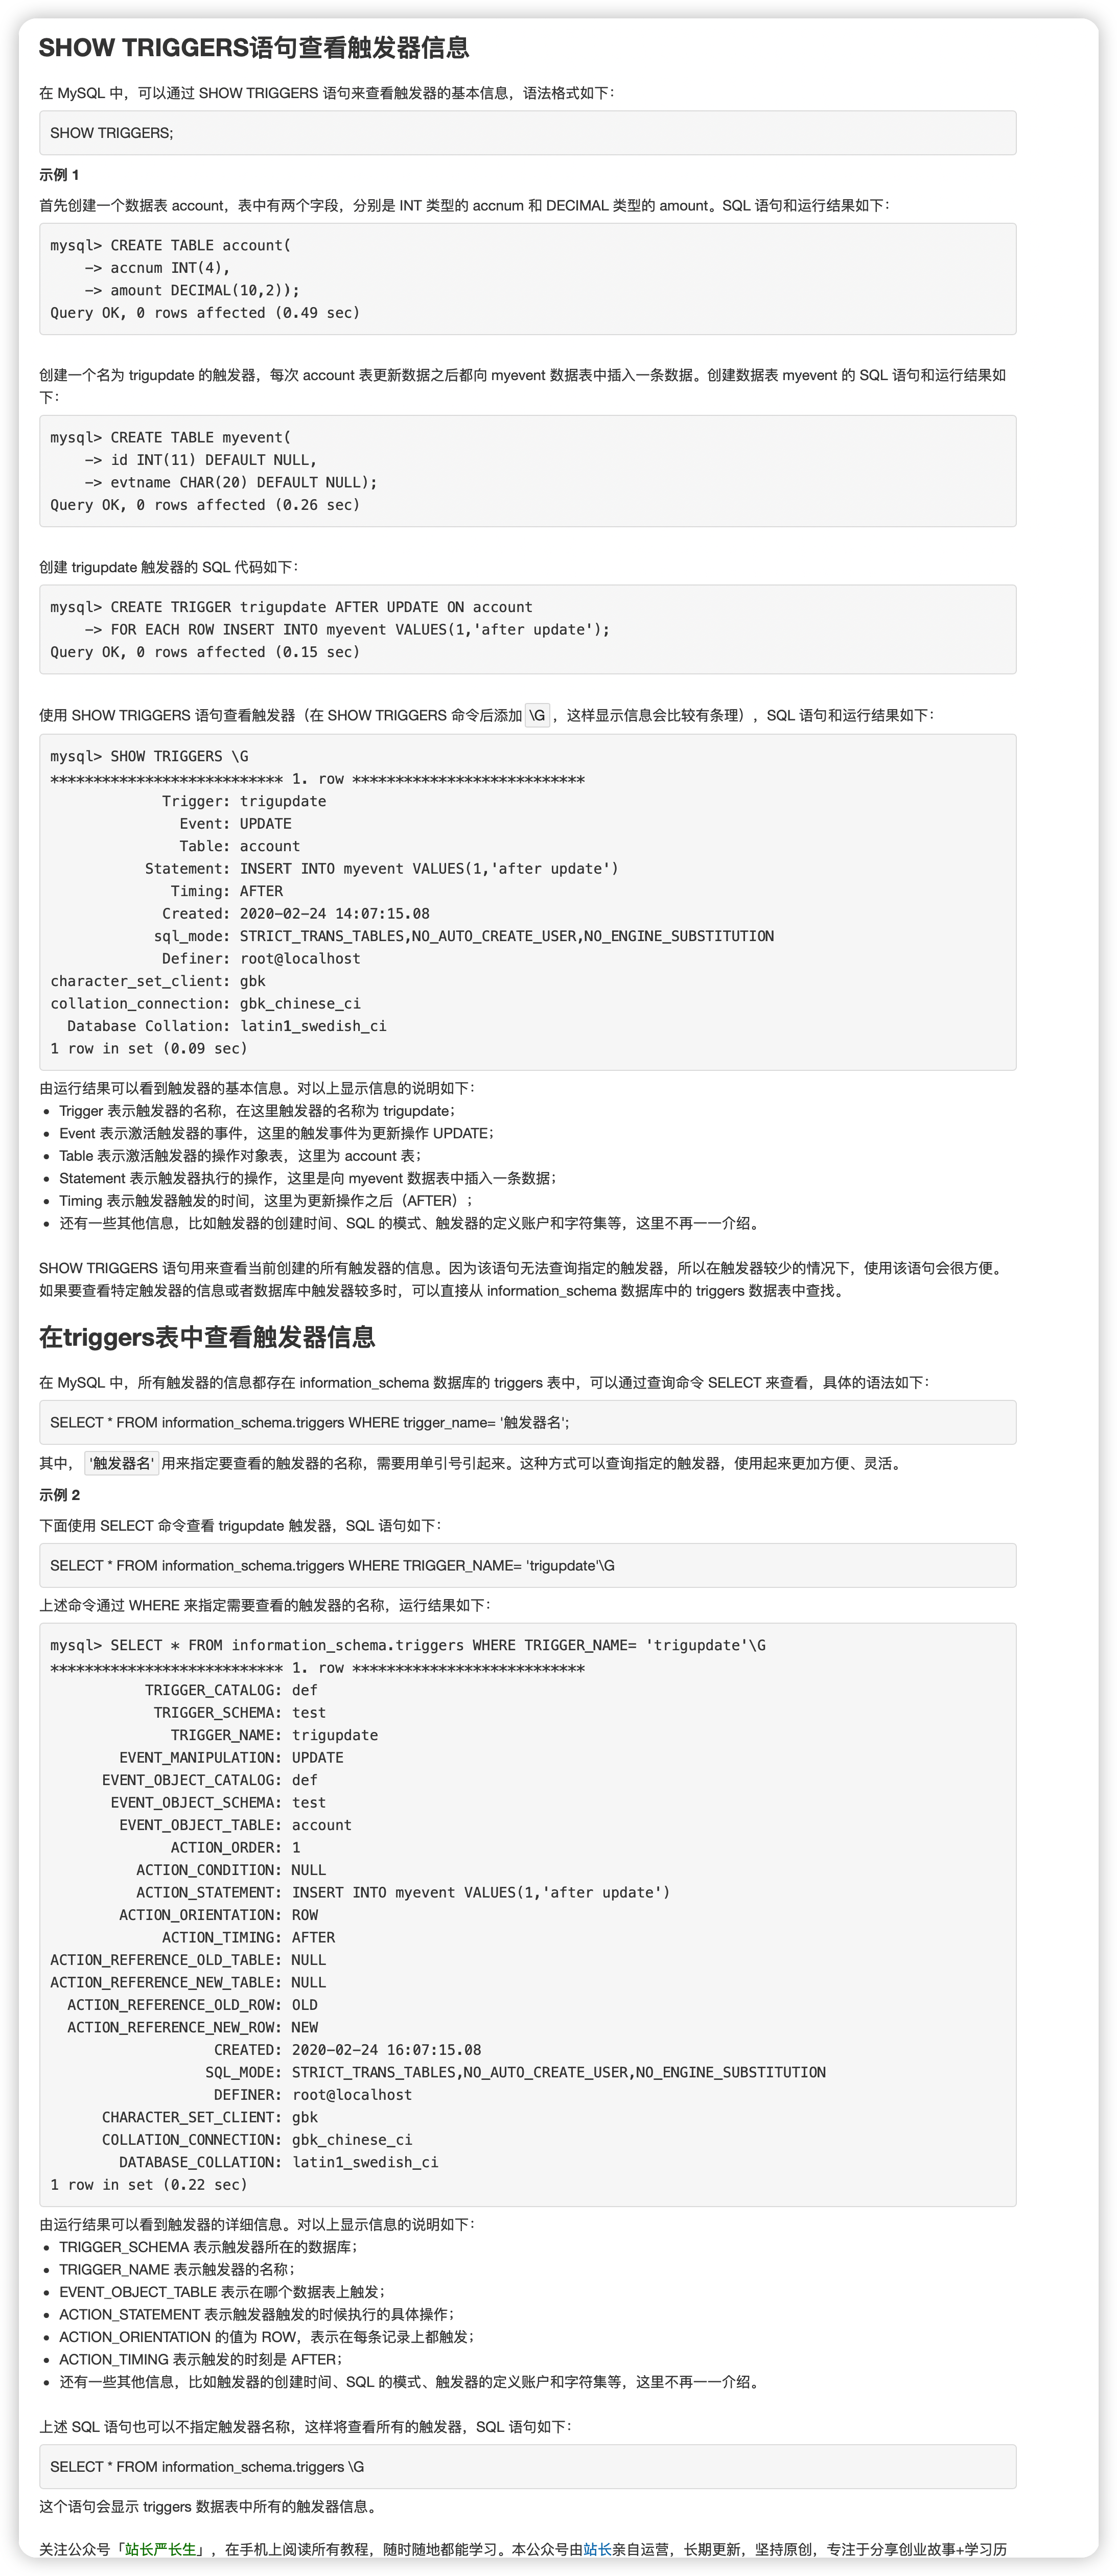 SHOW TRIGGERS语句查看触发器信息
在 MySQL 中，可以通过 SHOW TRIGGERS 语句来查看触发器的基本信息，语法格式如下：
SHOW TRIGGERS;
示例 1
首先创建一个数据表 account，表中有两个字段，分别是 INT 类型的 accnum 和 DECIMAL 类型的 amount。SQL 语句和运行结果如下：
mysql> CREATE TABLE account(
    -> accnum INT(4),
    -> amount DECIMAL(10,2));
Query OK, 0 rows affected (0.49 sec)
创建一个名为 trigupdate 的触发器，每次 account 表更新数据之后都向 myevent 数据表中插入一条数据。创建数据表 myevent 的 SQL 语句和运行结果如
下：
mysql> CREATE TABLE myevent(
    -> id INT(11) DEFAULT NULL,
    -> evtname CHAR(20) DEFAULT NULL);
Query OK, 0 rows affected (0.26 sec)
创建 trigupdate 触发器的 SQL 代码如下：
mysql> CREATE TRIGGER trigupdate AFTER UPDATE ON account
    -> FOR EACH ROW INSERT INTO myevent VALUES(1,'after update');
Query OK, 0 rows affected (0.15 sec)
使用 SHOW TRIGGERS 语句查看触发器（在 SHOW TRIGGERS 命令后添加 \G ，这样显示信息会比较有条理），SQL 语句和运行结果如下：
mysql> SHOW TRIGGERS \G
*************************** 1. row ***************************
             Trigger: trigupdate
               Event: UPDATE
               Table: account
           Statement: INSERT INTO myevent VALUES(1,'after update')
              Timing: AFTER
             Created: 2020-02-24 14:07:15.08
            sql_mode: STRICT_TRANS_TABLES,NO_AUTO_CREATE_USER,NO_ENGINE_SUBSTITUTION
             Definer: root@localhost
character_set_client: gbk
collation_connection: gbk_chinese_ci
  Database Collation: latin1_swedish_ci
1 row in set (0.09 sec)
由运行结果可以看到触发器的基本信息。对以上显示信息的说明如下：
• Trigger 表示触发器的名称，在这里触发器的名称为 trigupdate；
• Event 表示激活触发器的事件，这里的触发事件为更新操作 UPDATE；
• Table 表示激活触发器的操作对象表，这里为 account 表；
• Statement 表示触发器执行的操作，这里是向 myevent 数据表中插入一条数据；
• Timing 表示触发器触发的时间，这里为更新操作之后（AFTER）；
• 还有一些其他信息，比如触发器的创建时间、SQL 的模式、触发器的定义账户和字符集等，这里不再一一介绍。
SHOW TRIGGERS 语句用来查看当前创建的所有触发器的信息。因为该语句无法查询指定的触发器，所以在触发器较少的情况下，使用该语句会很方便。
如果要查看特定触发器的信息或者数据库中触发器较多时，可以直接从 information_schema 数据库中的 triggers 数据表中查找。
在triggers表中查看触发器信息
在 MySQL 中，所有触发器的信息都存在 information_schema 数据库的 triggers 表中，可以通过查询命令 SELECT 来查看，具体的语法如下：
SELECT * FROM information_schema.triggers WHERE trigger_name= '触发器名';
其中， '触发器名' 用来指定要查看的触发器的名称，需要用单引号引起来。这种方式可以查询指定的触发器，使用起来更加方便、灵活。
示例 2
下面使用 SELECT 命令查看 trigupdate 触发器，SQL 语句如下：
SELECT * FROM information_schema.triggers WHERE TRIGGER_NAME= 'trigupdate'\G
上述命令通过 WHERE 来指定需要查看的触发器的名称，运行结果如下：
mysql> SELECT * FROM information_schema.triggers WHERE TRIGGER_NAME= 'trigupdate'\G
*************************** 1. row ***************************
           TRIGGER_CATALOG: def
            TRIGGER_SCHEMA: test
              TRIGGER_NAME: trigupdate
        EVENT_MANIPULATION: UPDATE
      EVENT_OBJECT_CATALOG: def
       EVENT_OBJECT_SCHEMA: test
        EVENT_OBJECT_TABLE: account
              ACTION_ORDER: 1
          ACTION_CONDITION: NULL
          ACTION_STATEMENT: INSERT INTO myevent VALUES(1,'after update')
        ACTION_ORIENTATION: ROW
             ACTION_TIMING: AFTER
ACTION_REFERENCE_OLD_TABLE: NULL
ACTION_REFERENCE_NEW_TABLE: NULL
  ACTION_REFERENCE_OLD_ROW: OLD
  ACTION_REFERENCE_NEW_ROW: NEW
                   CREATED: 2020-02-24 16:07:15.08
                  SQL_MODE: STRICT_TRANS_TABLES,NO_AUTO_CREATE_USER,NO_ENGINE_SUBSTITUTION
                   DEFINER: root@localhost
      CHARACTER_SET_CLIENT: gbk
      COLLATION_CONNECTION: gbk_chinese_ci
        DATABASE_COLLATION: latin1_swedish_ci
1 row in set (0.22 sec)
由运行结果可以看到触发器的详细信息。对以上显示信息的说明如下：
• TRIGGER_SCHEMA 表示触发器所在的数据库；
• TRIGGER_NAME 表示触发器的名称；
• EVENT_OBJECT_TABLE 表示在哪个数据表上触发；
• ACTION_STATEMENT 表示触发器触发的时候执行的具体操作；
• ACTION_ORIENTATION 的值为 ROW，表示在每条记录上都触发；
• ACTION_TIMING 表示触发的时刻是 AFTER；
• 还有一些其他信息，比如触发器的创建时间、SQL 的模式、触发器的定义账户和字符集等，这里不再一一介绍。
上述 SQL 语句也可以不指定触发器名称，这样将查看所有的触发器，SQL 语句如下：
SELECT * FROM information_schema.triggers \G
这个语句会显示 triggers 数据表中所有的触发器信息。
关注公众号「站长严长生」，在手机上阅读所有教程，随时随地都能学习。本公众号由站长亲自运营，长期更新，坚持原创，专注于分享创业故事+学习历